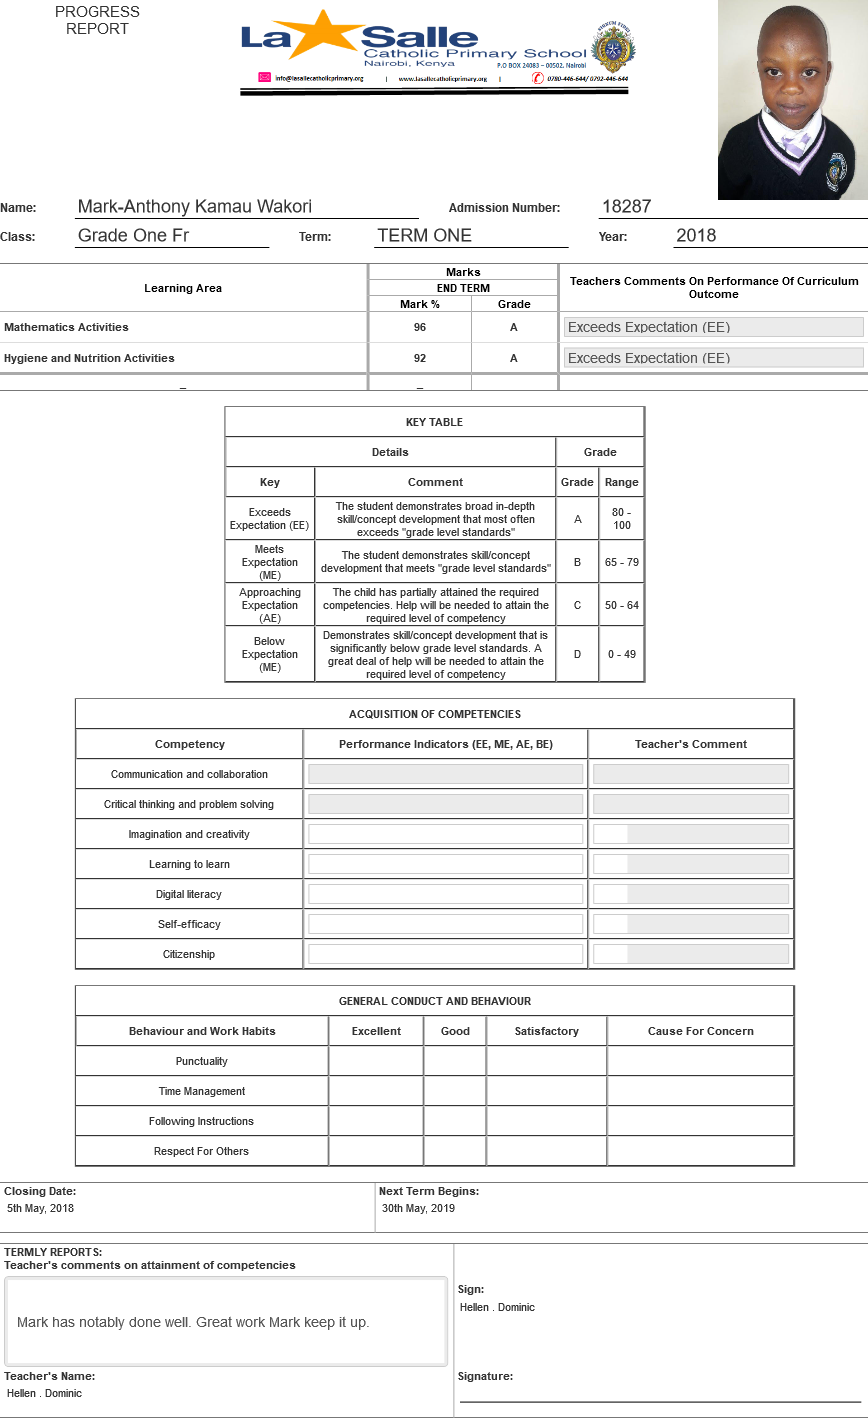 PROGRESS
REPORT
La Salle
Catholic Primary School
Nairobi, Kenya
P.O BOX 24083 – 00502, Nairobi
info@lasallecatholicprimary.org | www.lasallecatholicprimary.org | 0780-446-644/ 0792-446-644
Name: Mark-Anthony Kamau Wakori Admission Number: 18287
Class: Grade One Fr Term: TERM ONE Year: 2018
Learning Area Marks Teachers Comments On Performance Of Curriculum Outcome
END TERM
Mark % Grade
Mathematics Activities 96 A Exceeds Expectation (EE)
Hygiene and Nutrition Activities 92 A Exceeds Expectation (EE)
_ _
KEY TABLE
Details Grade
Key Comment Grade Range
Exceeds Expectation (EE) The student demonstrates broad in-depth skill/concept development that most often exceeds "grade level standards" A 80 - 100
Meets Expectation (ME) The student demonstrates skill/concept development that meets "grade level standards" B 65 - 79
Approaching Expectation (AE) The child has partially attained the required competencies. Help will be needed to attain the required level of competency C 50 - 64
Below Expectation (ME) Demonstrates skill/concept development that is significantly below grade level standards. A great deal of help will be needed to attain the required level of competency D 0 - 49
ACQUISITION OF COMPETENCIES
Competency Performance Indicators (EE, ME, AE, BE) Teacher's Comment
Communication and collaboration
Critical thinking and problem solving
Imagination and creativity
Learning to learn
Digital literacy
Self-efficacy
Citizenship
GENERAL CONDUCT AND BEHAVIOUR
Behaviour and Work Habits Excellent Good Satisfactory Cause For Concern
Punctuality
Time Management
Following Instructions
Respect For Others
Closing Date: Next Term Begins:
5th May, 2018 30th May, 2019
TERMLY REPORTS:
Teacher's comments on attainment of competencies
Sign:
Hellen . Dominic
Mark has notably done well. Great work Mark keep it up.
Teacher's Name: Signature:
Hellen . Dominic